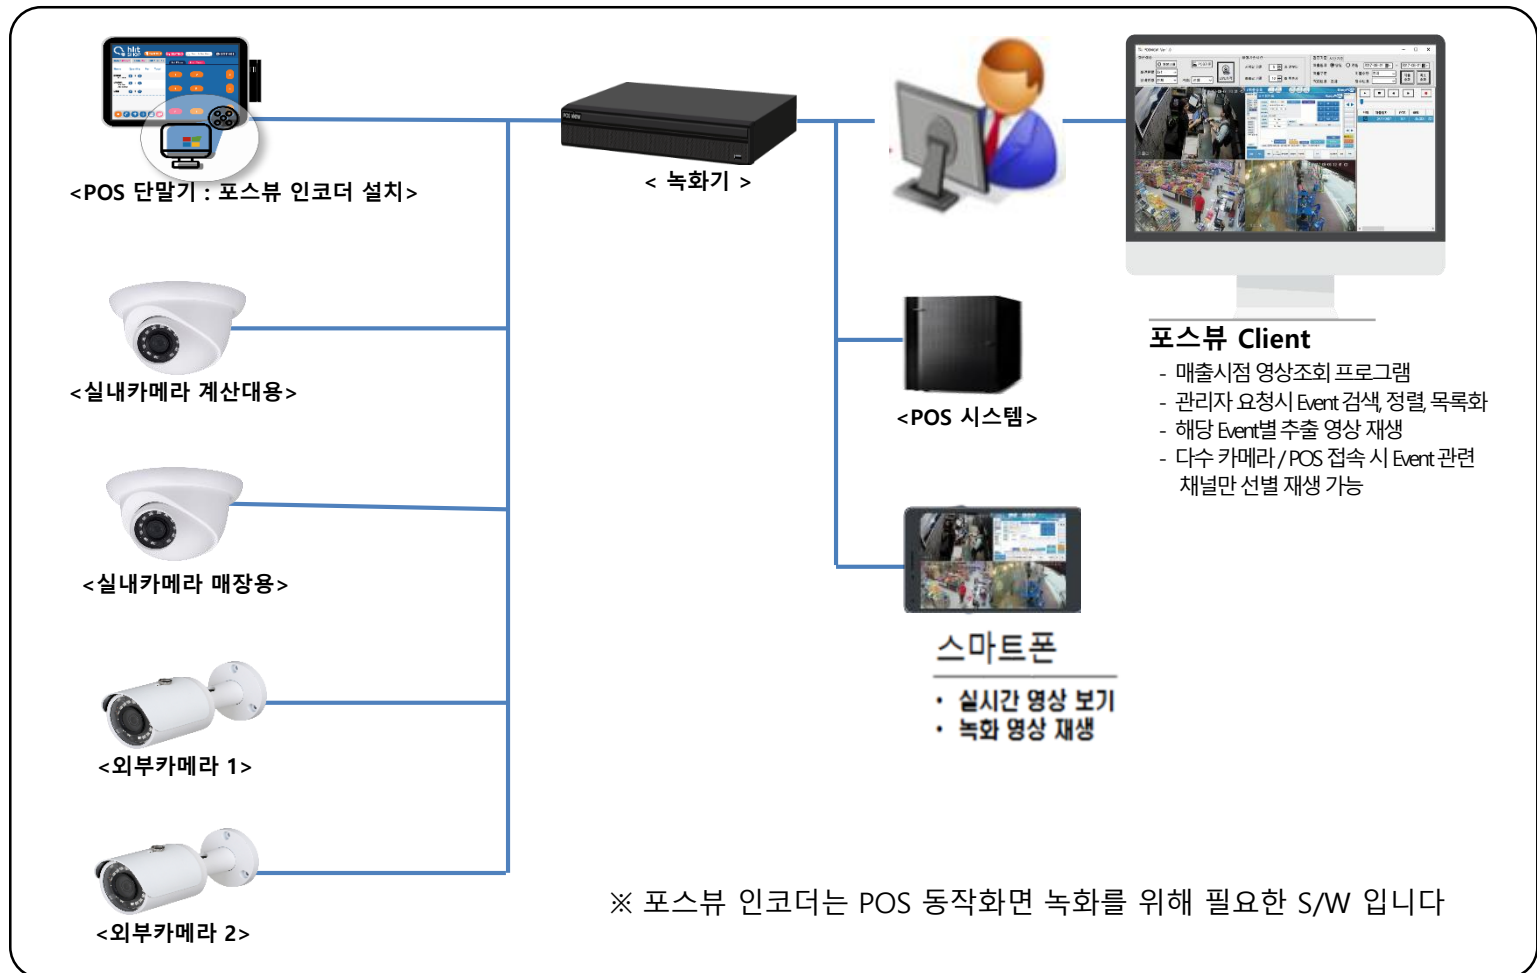 <POS 단말기 : 포스뷰 인코더 설치>
POS View
< 녹화기 >
<실내카메라 계산대용>
<실내카메라 매장용>
<외부카메라 1>
<외부카메라 2>
<POS 시스템>
스마트폰
• 실시간 영상 보기
• 녹화 영상 재생
포스뷰 Client
- 매출시점 영상조회 프로그램
- 관리자 요청시 Event 검색, 정렬, 목록화
- 해당 Event별 추출 영상 재생
- 다수 카메라 / POS 접속 시 Event 관련
채널만 선별 재생 가능
※ 포스뷰 인코더는 POS 동작화면 녹화를 위해 필요한 S/W 입니다